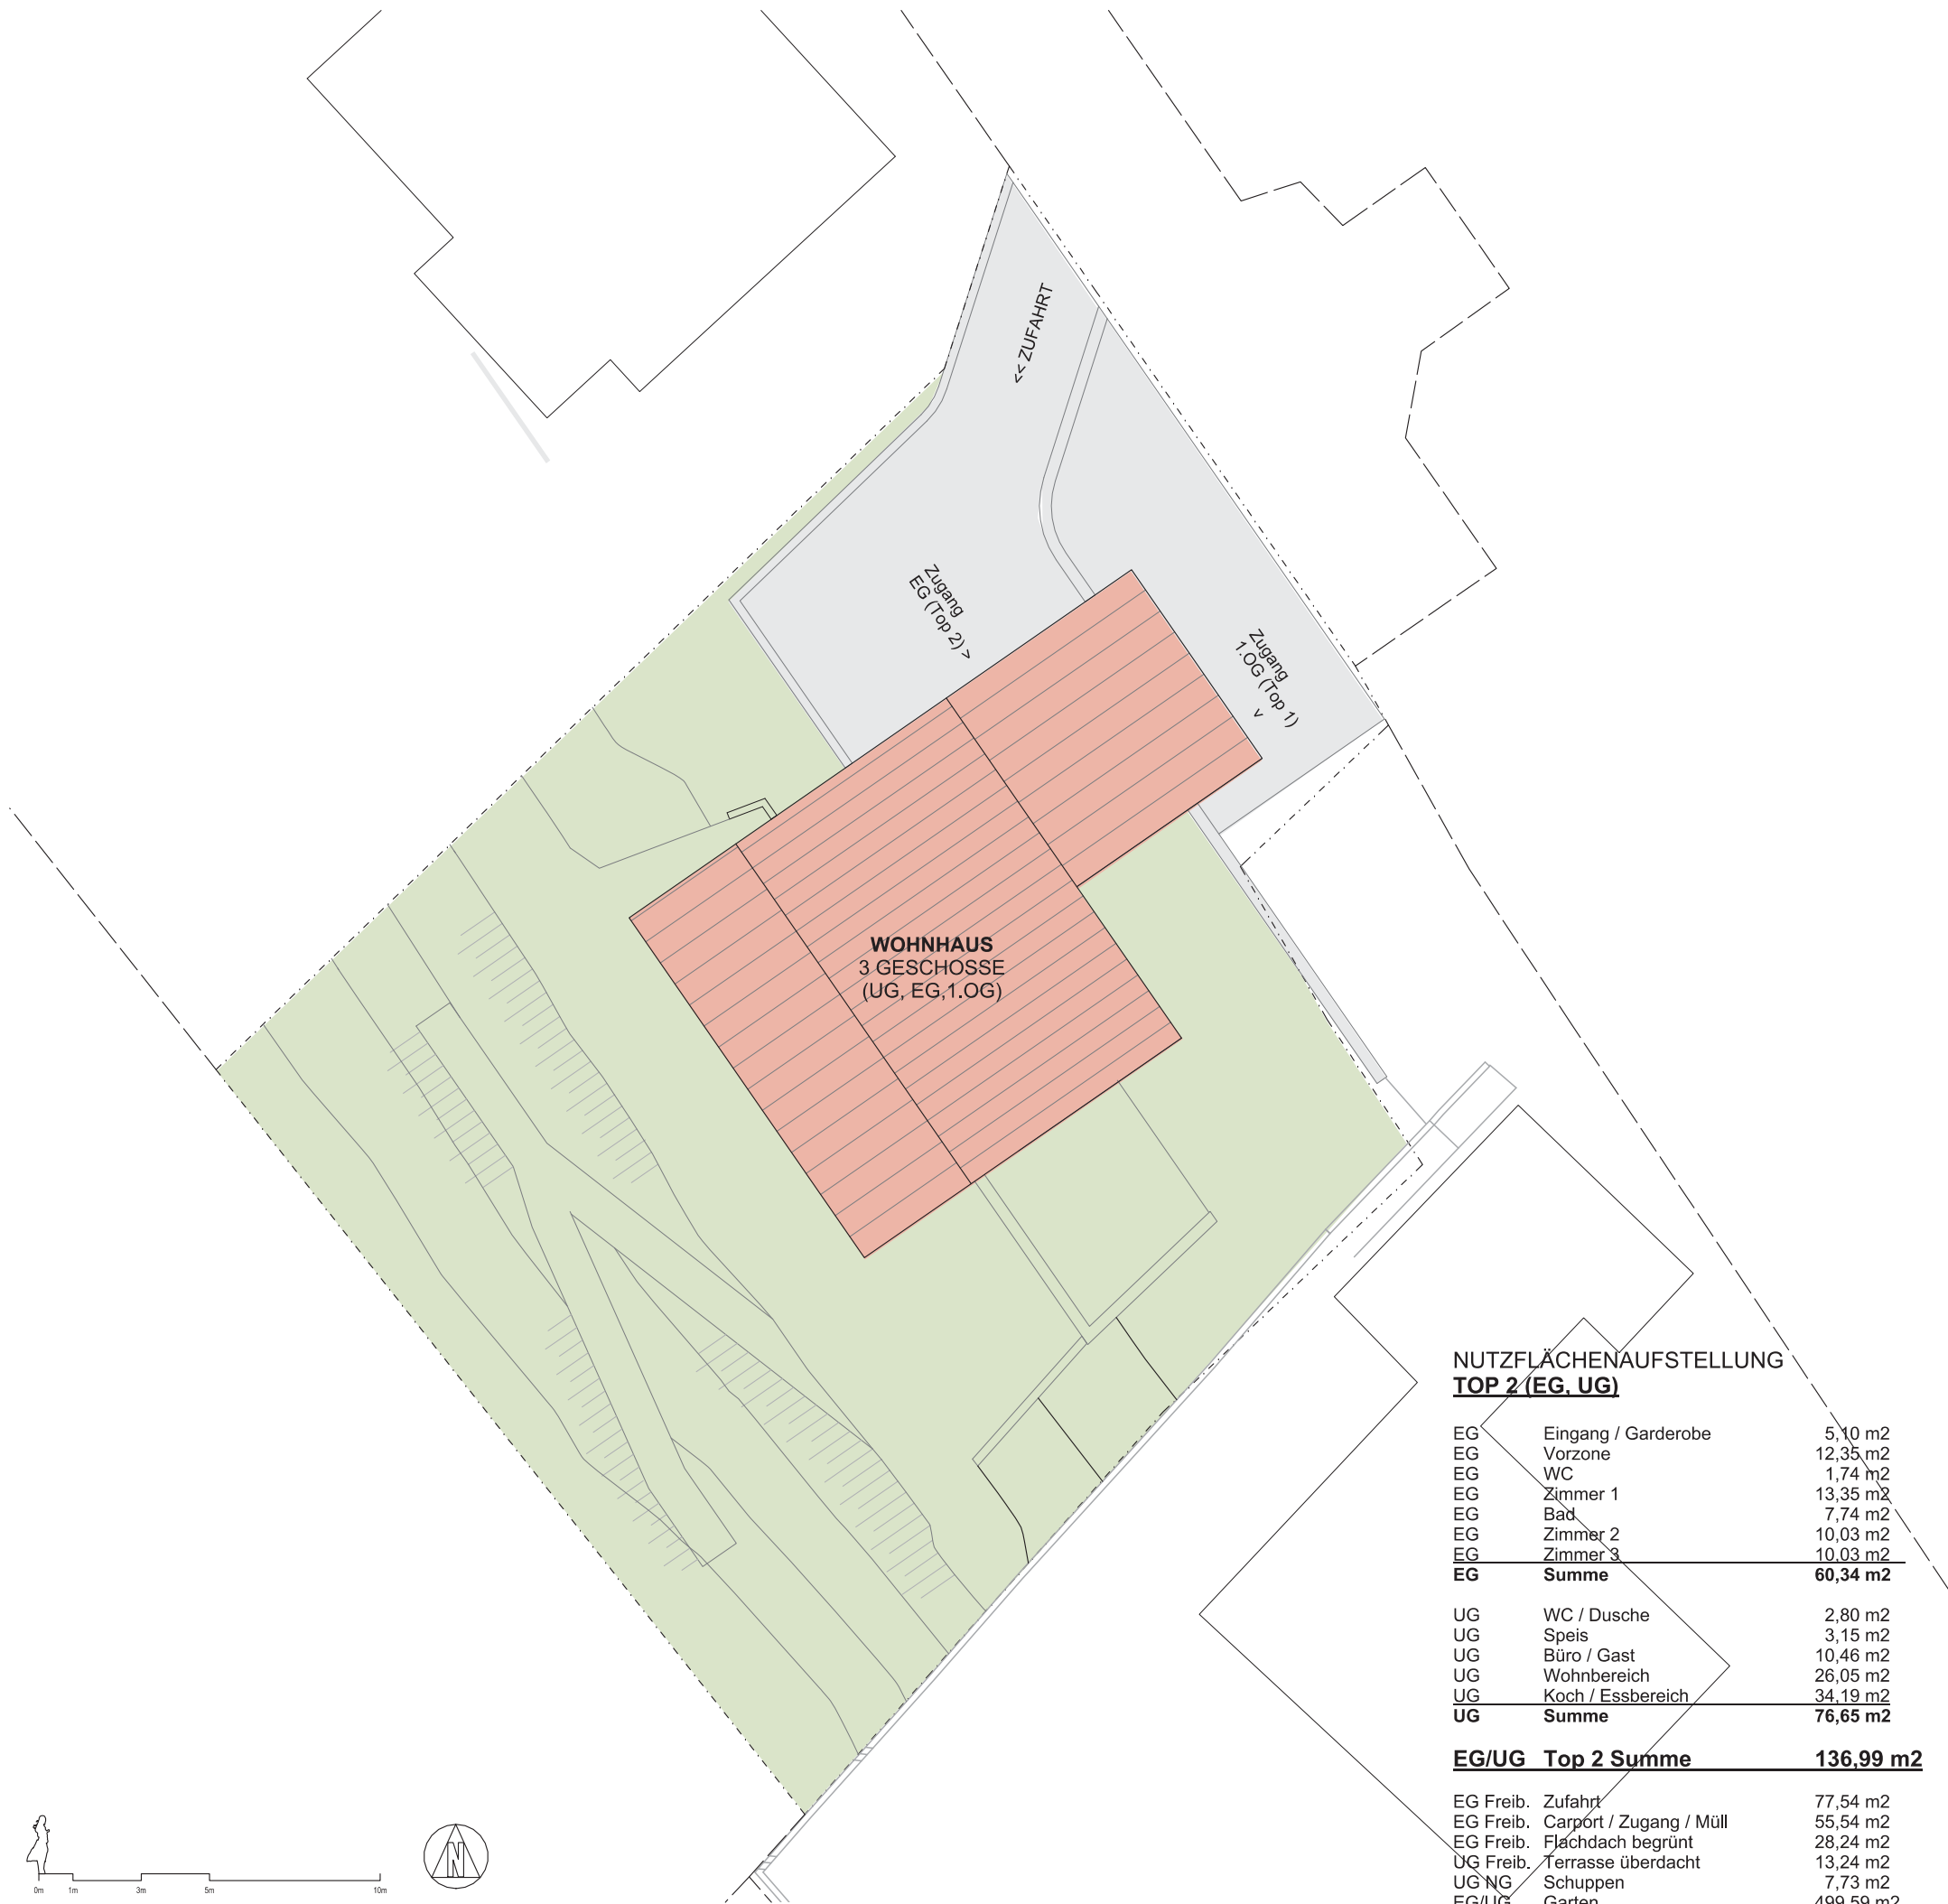 << ZUFAHRT
Zugang
EG (Top 2) >
Zugang
1.OG (Top 1)
v
WOHNHAUS
3 GESCHOSSE
(UG, EG,1.OG)
NUTZFLÄCHENAUFSTELLUNG
TOP 2 (EG, UG)
EG Eingang / Garderobe 5,10 m2
EG Vorzone 12,35 m2
EG WC 1,74 m2
EG Zimmer 1 13,35 m2
EG Bad 7,74 m2
EG Zimmer 2 10,03 m2
EG Zimmer 3 10,03 m2
EG Summe 60,34 m2
UG WC / Dusche 2,80 m2
UG Speis 3,15 m2
UG Büro / Gast 10,46 m2
UG Wohnbereich 26,05 m2
UG Koch / Essbereich 34,19 m2
UG Summe 76,65 m2
EG/UG Top 2 Summe 136,99 m2
EG Freib. Zufahrt 77,54 m2
EG Freib. Carport / Zugang / Müll 55,54 m2
EG Freib. Flachdach begrünt 28,24 m2
UG Freib. Terrasse überdacht 13,24 m2
UG NG Schuppen 7,73 m2
EG/UG Garten 499,59 m2
0m 1m 3m 5m 10m
N